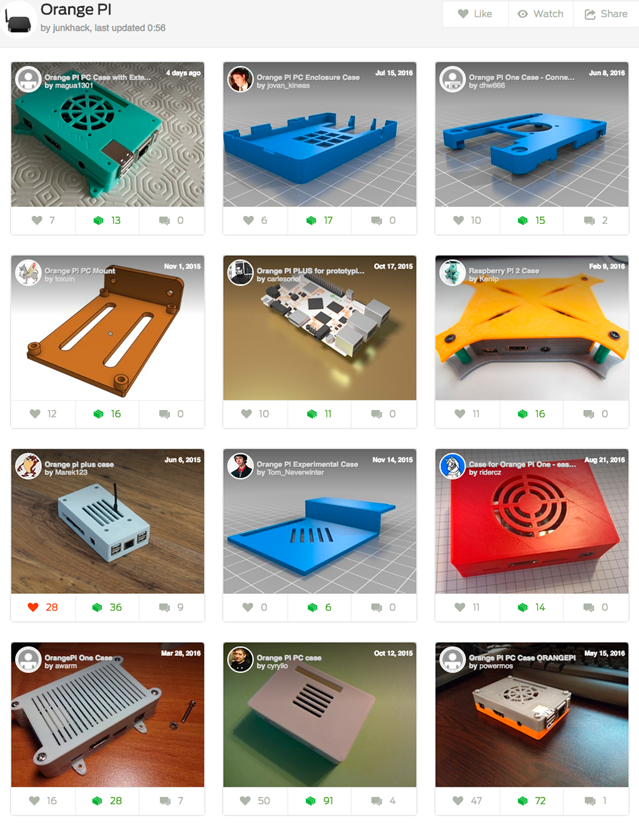 Orange PI
by junkhack, last updated 0:56
Like
Watch
Share
Orange PI PC Case with Exte...
4 days ago
by magua1301
7
13
0
Orange PI PC Enclosure Case
Jul 15, 2016
by jovan_kineas
6
17
0
Orange PI One Case - Conne...
Jun 8, 2016
by dhw666
10
15
2
Orange Pi PC Mount
Nov 1, 2015
by toxuin
12
16
0
Orange PI PLUS for prototypi...
Oct 17, 2015
by carlesoriol
10
11
0
Raspberry Pi 2 Case
Feb 9, 2016
by Kenlp
11
16
0
Orange pi plus case
Jun 6, 2015
by Marek123
28
36
9
Orange PI Experimental Case
Nov 14, 2015
by Tom_Neverwinter
0
6
0
Case for Orange Pi One - eas...
Aug 21, 2016
by ridercz
11
14
0
OrangePi One Case
Mar 28, 2016
by awarm
16
28
7
Orange PI PC case
Oct 12, 2015
by cyryllo
50
91
4
Orange PI PC Case ORANGEPI
May 15, 2016
by powermos
47
72
1